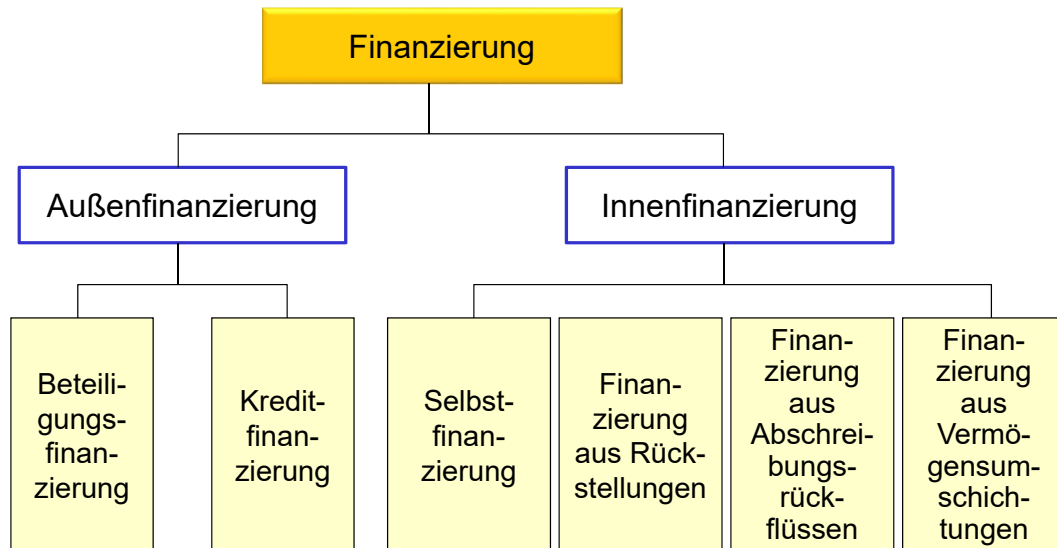 Finanzierung
Außenfinanzierung
Innenfinanzierung
Beteili-
gungs-
finan-
zierung
Kredit-
finan-
zierung
Selbst-
finan-
zierung
Finan-
zierung
aus Rück-
stellungen
Finan-
zierung
aus
Abschrei-
bungs-
rück-
flüssen
Finan-
zierung
aus
Vermö-
gensum-
schich-
tungen